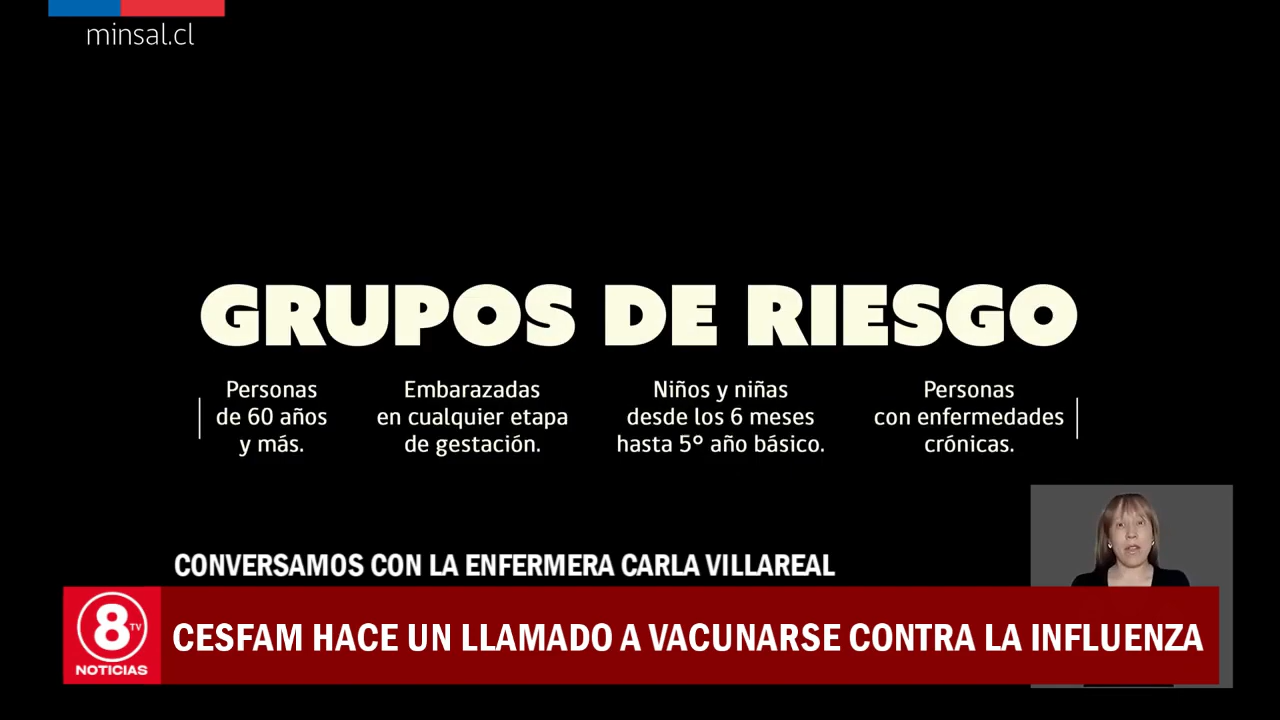 minsal.cl
GRUPOS DE RIESGO
Personas
de 60 años
y más.
Embarazadas
en cualquier etapa
de gestación.
Niños y niñas
desde los 6 meses
hasta 5° año básico.
Personas
con enfermedades
crónicas.
CONVERSAMOS CON LA ENFERMERA CARLA VILLAREAL
8 TV
NOTICIAS
CESFAM HACE UN LLAMADO A VACUNARSE CONTRA LA INFLUENZA